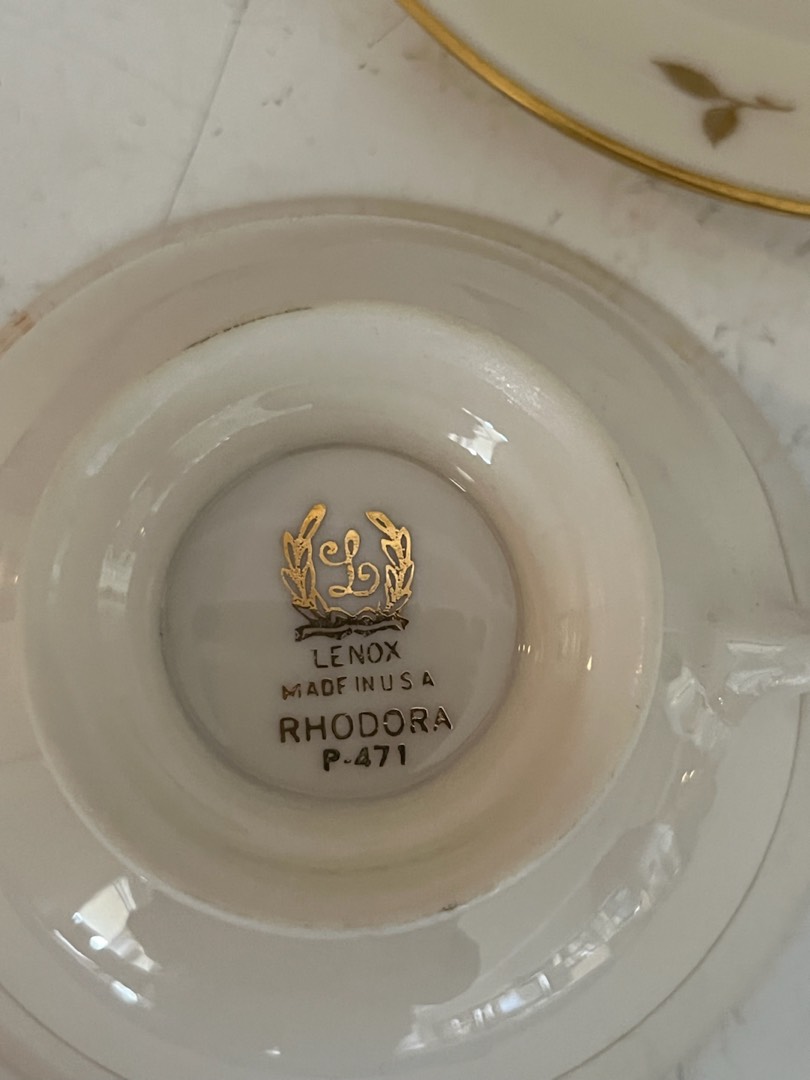 L
LENOX
MADE IN U S A
RHODORA
P-471